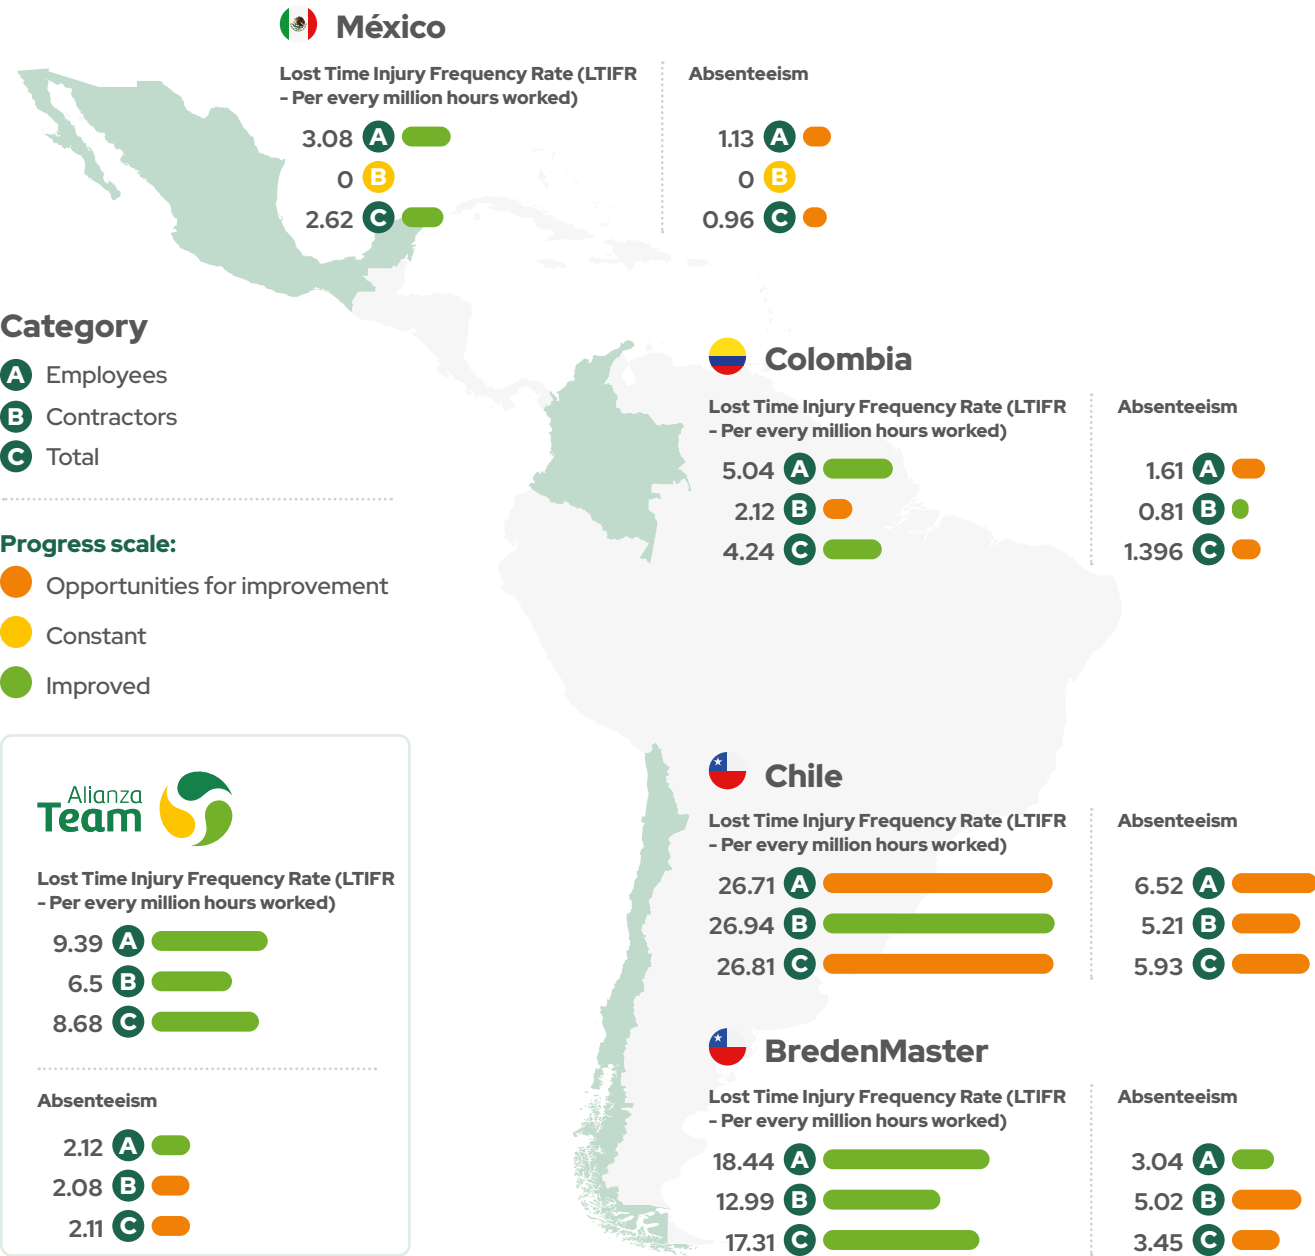 México
Lost Time Injury Frequency Rate (LTIFR
- Per every million hours worked)
3.08 A
0 B
2.62 C
Absenteeism
1.13 A
0 B
0.96 C
Category
A Employees
B Contractors
C Total
Progress scale:
Opportunities for improvement
Constant
Improved
Colombia
Lost Time Injury Frequency Rate (LTIFR
- Per every million hours worked)
5.04 A
2.12 B
4.24 C
Absenteeism
1.61 A
0.81 B
1.396 C
Alianza
Team
Lost Time Injury Frequency Rate (LTIFR
- Per every million hours worked)
9.39 A
6.5 B
8.68 C
Absenteeism
2.12 A
2.08 B
2.11 C
Chile
Lost Time Injury Frequency Rate (LTIFR
- Per every million hours worked)
26.71 A
26.94 B
26.81 C
Absenteeism
6.52 A
5.21 B
5.93 C
BredenMaster
Lost Time Injury Frequency Rate (LTIFR
- Per every million hours worked)
18.44 A
12.99 B
17.31 C
Absenteeism
3.04 A
5.02 B
3.45 C